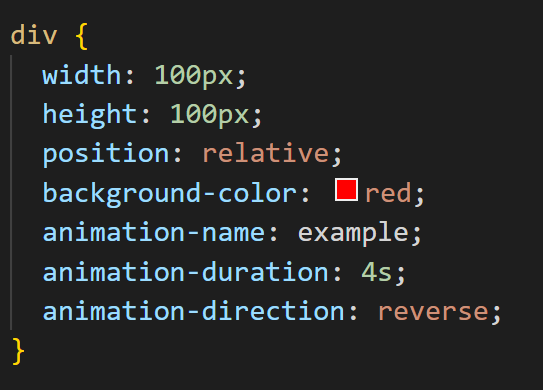 div {
width: 100px;
height: 100px;
position: relative;
background-color: red;
animation-name: example;
animation-duration: 4s;
animation-direction: reverse;
}